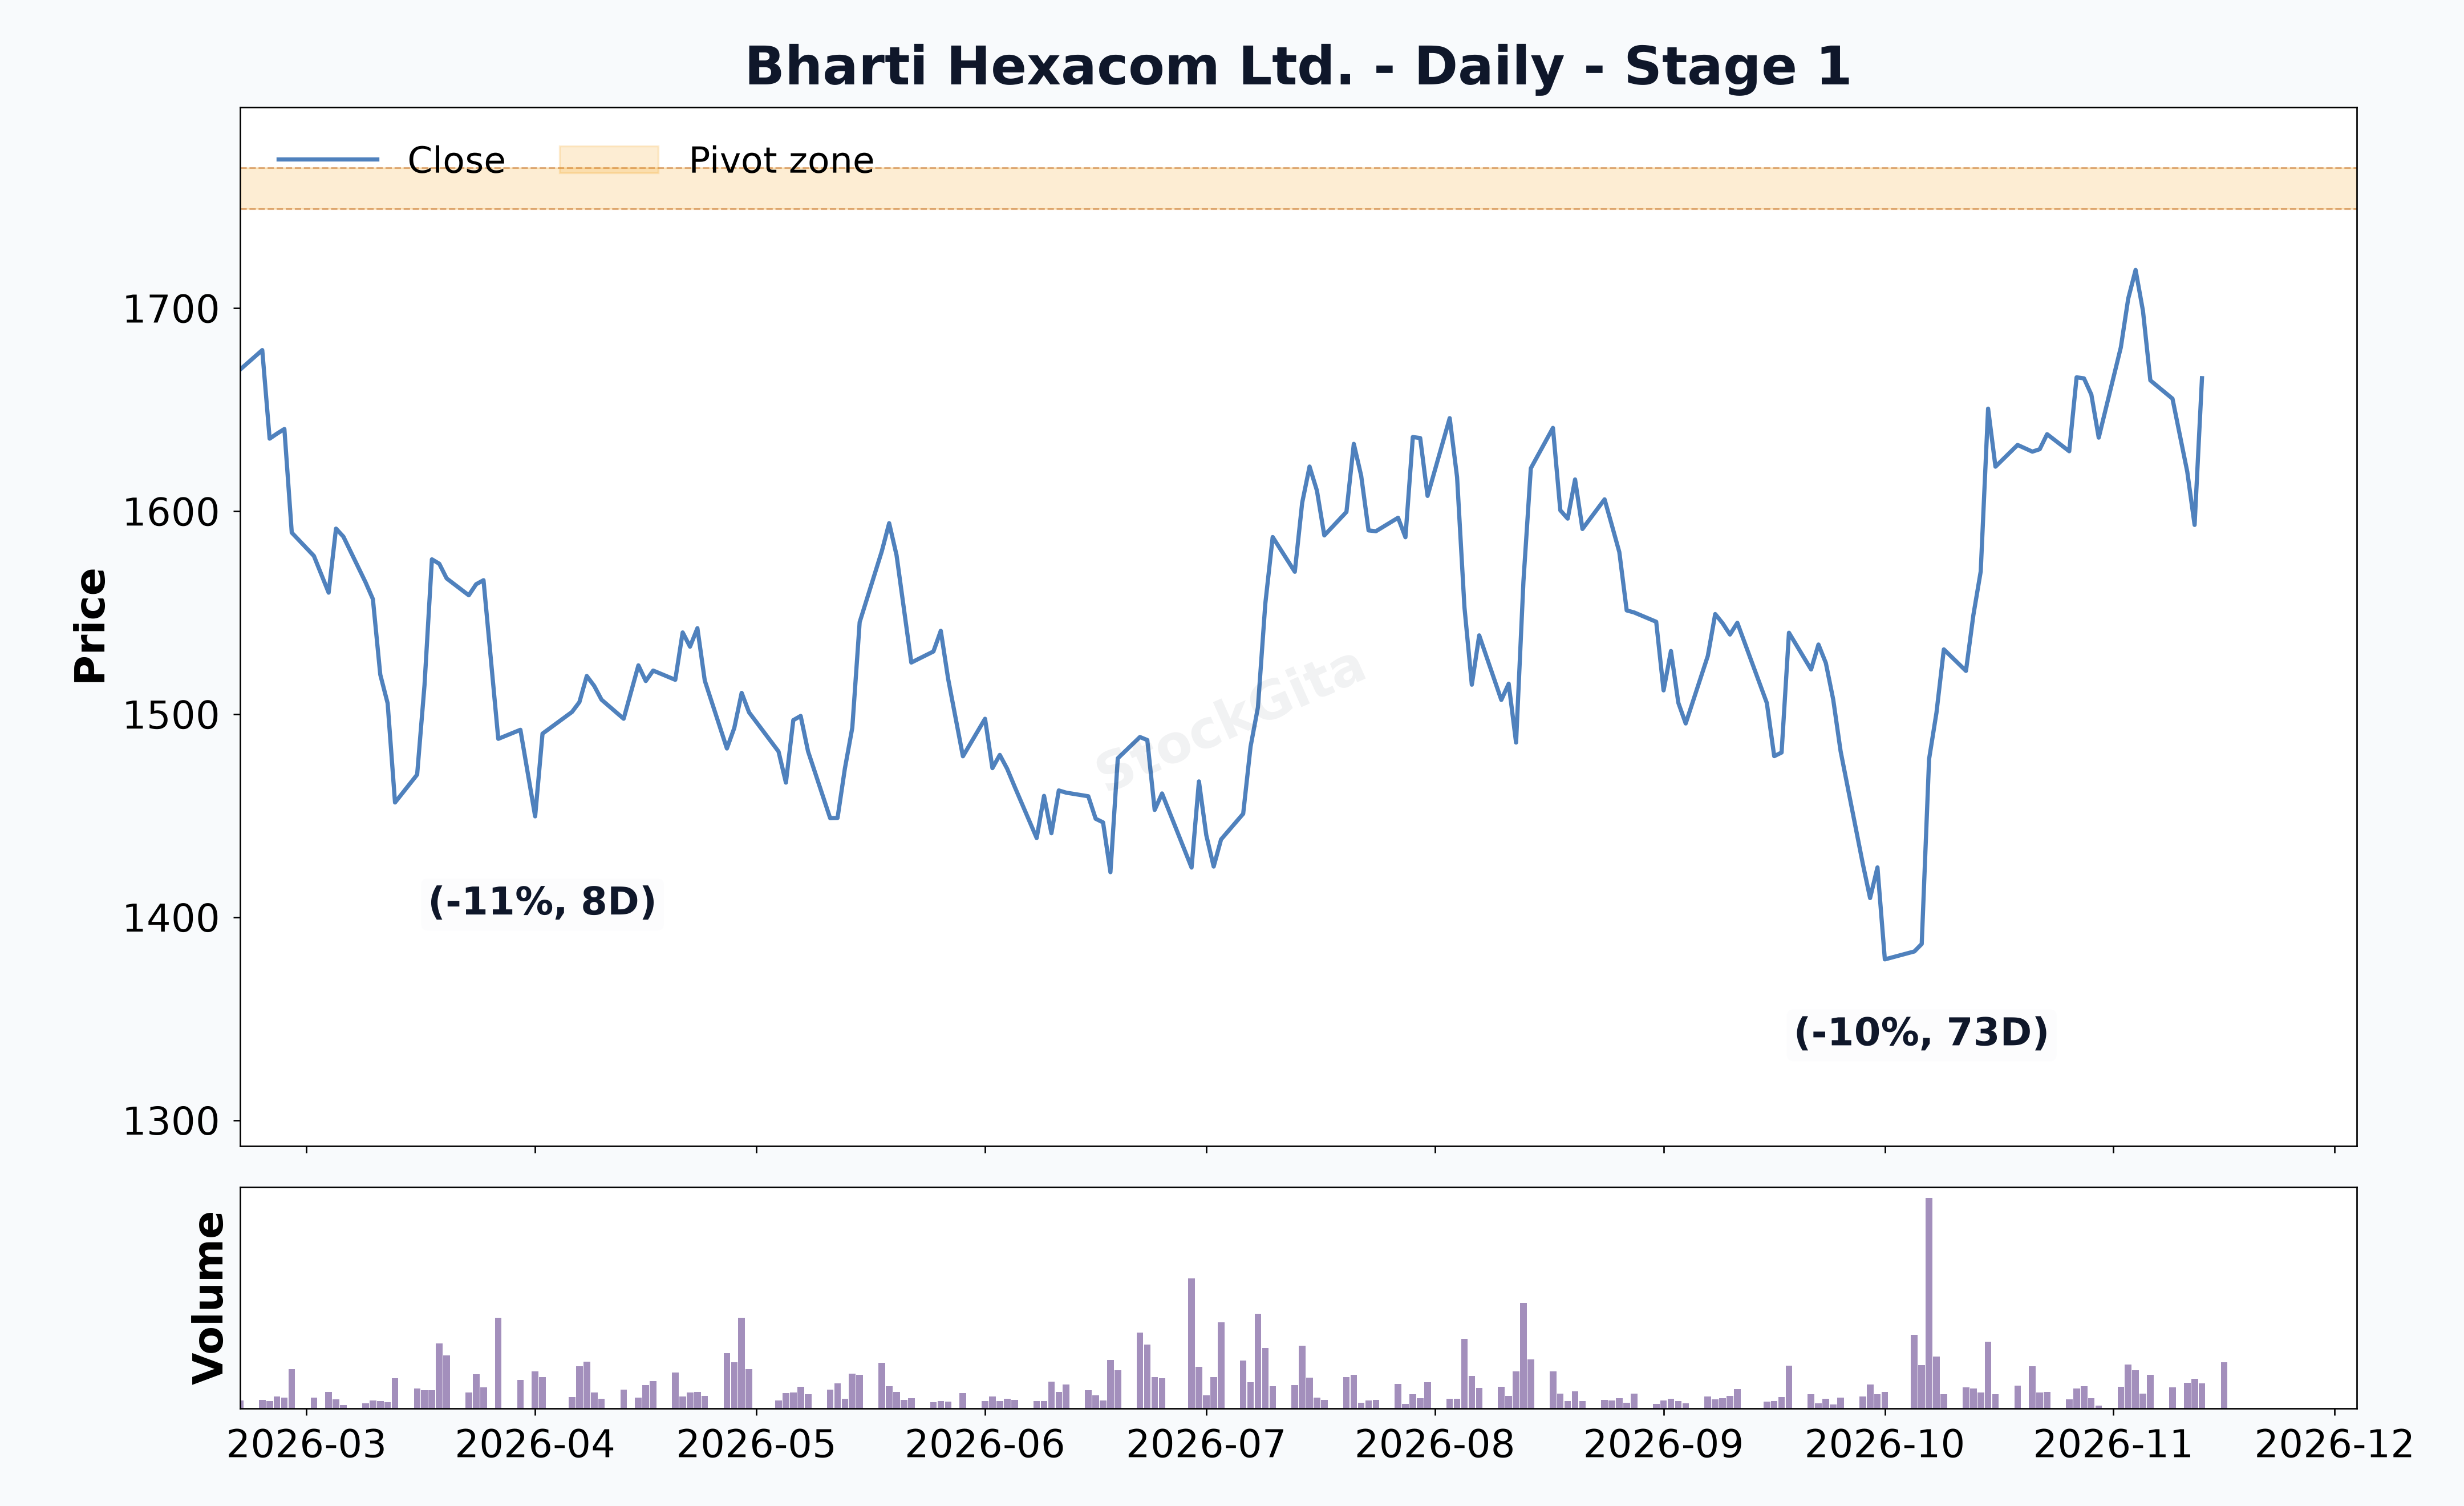 Bharti Hexacom Ltd. - Daily - Stage 1
Close
Pivot zone
1700
1600
1500
1400
1300
Price
StockGita
(-11%, 8D)
(-10%, 73D)
Volume
2026-03
2026-04
2026-05
2026-06
2026-07
2026-08
2026-09
2026-10
2026-11
2026-12